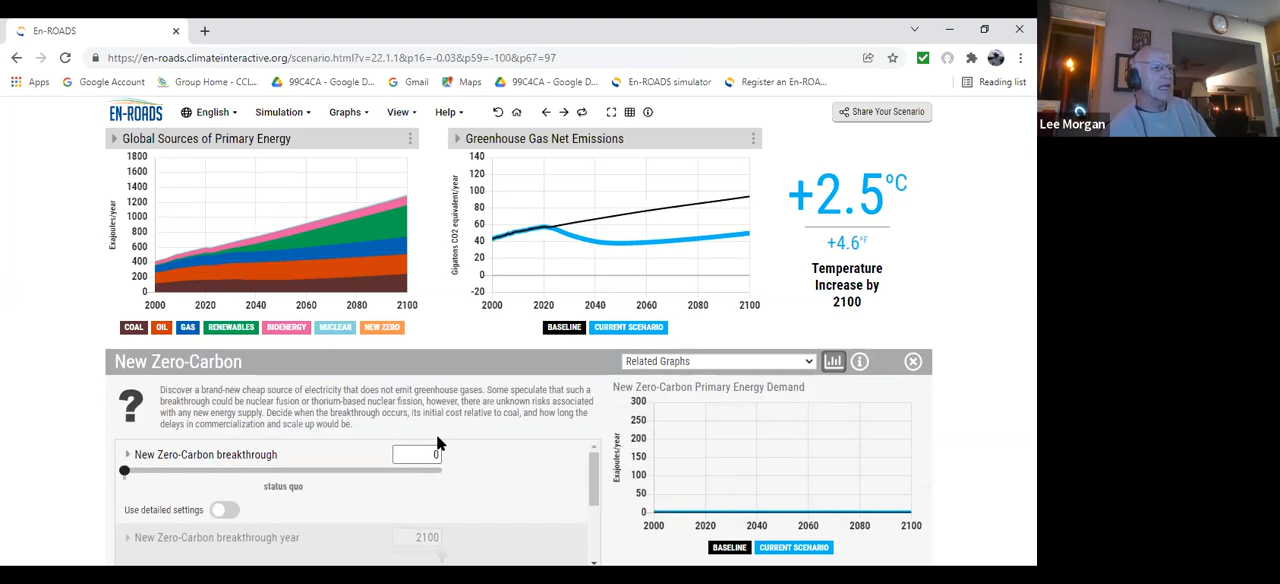 En-ROADS
https://en-roads.climateinteractive.org/scenario.html?v=22.1.1&p16=-0.03&p59=-100&p67=97
Apps Google Account Group Home - CCL... 99C4CA - Google D... Gmail Maps 99C4CA - Google D... En-ROADS simulator Register an En-ROA... Reading list
EN-ROADS English Simulation Graphs View Help Share Your Scenario
Global Sources of Primary Energy
1800
1600
1400
1200
1000
800
600
400
200
0
Exajoules/year
2000 2020 2040 2060 2080 2100
COAL OIL GAS RENEWABLES BIOENERGY NUCLEAR NEW ZERO
Greenhouse Gas Net Emissions
140
120
100
80
60
40
20
0
-20
Gigatons CO2 equivalent/year
2000 2020 2040 2060 2080 2100
BASELINE CURRENT SCENARIO
+2.5°C
+4.6°F
Temperature
Increase by
2100
Lee Morgan
New Zero-Carbon
Related Graphs
? Discover a brand-new cheap source of electricity that does not emit greenhouse gases. Some speculate that such a
breakthrough could be nuclear fusion or thorium-based nuclear fission, however, there are unknown risks associated
with any new energy supply. Decide when the breakthrough occurs, its initial cost relative to coal, and how long the
delays in commercialization and scale up would be.
New Zero-Carbon breakthrough 0
status quo
Use detailed settings
New Zero-Carbon breakthrough year 2100
New Zero-Carbon Primary Energy Demand
300
250
200
150
100
50
0
Exajoules/year
2000 2020 2040 2060 2080 2100
BASELINE CURRENT SCENARIO